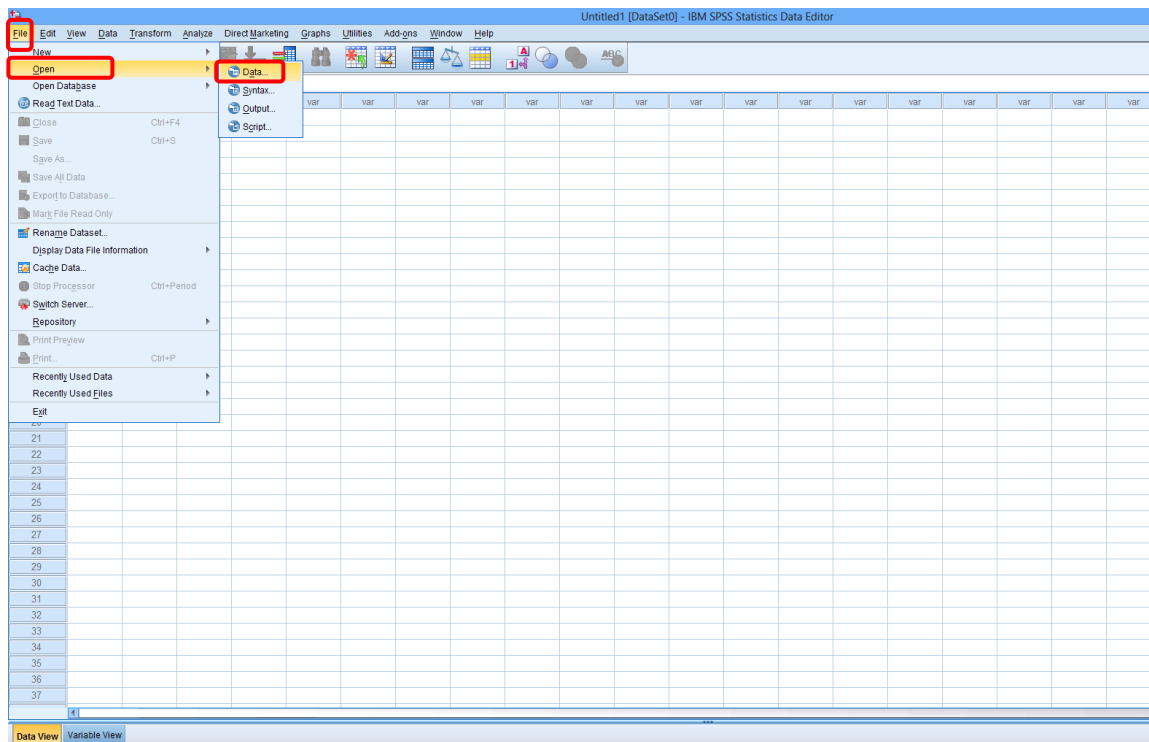 Untitled1 [DataSet0] - IBM SPSS Statistics Data Editor
File Edit View Data Transform Analyze Direct Marketing Graphs Utilities Add-ons Window Help
New
Open
Data...
Open Database
Syntax...
Read Text Data...
Output...
var var var var var var var var var var var var var var var var
Close Ctrl+F4
Script...
Save Ctrl+S
Save As...
Save All Data
Export to Database...
Mark File Read Only
Rename Dataset...
Display Data File Information
Cache Data...
Stop Processor Ctrl+Period
Switch Server...
Repository
Print Preview
Print... Ctrl+P
Recently Used Data
Recently Used Files
Exit
20
21
22
23
24
25
26
27
28
29
30
31
32
33
34
35
36
37
Data View Variable View